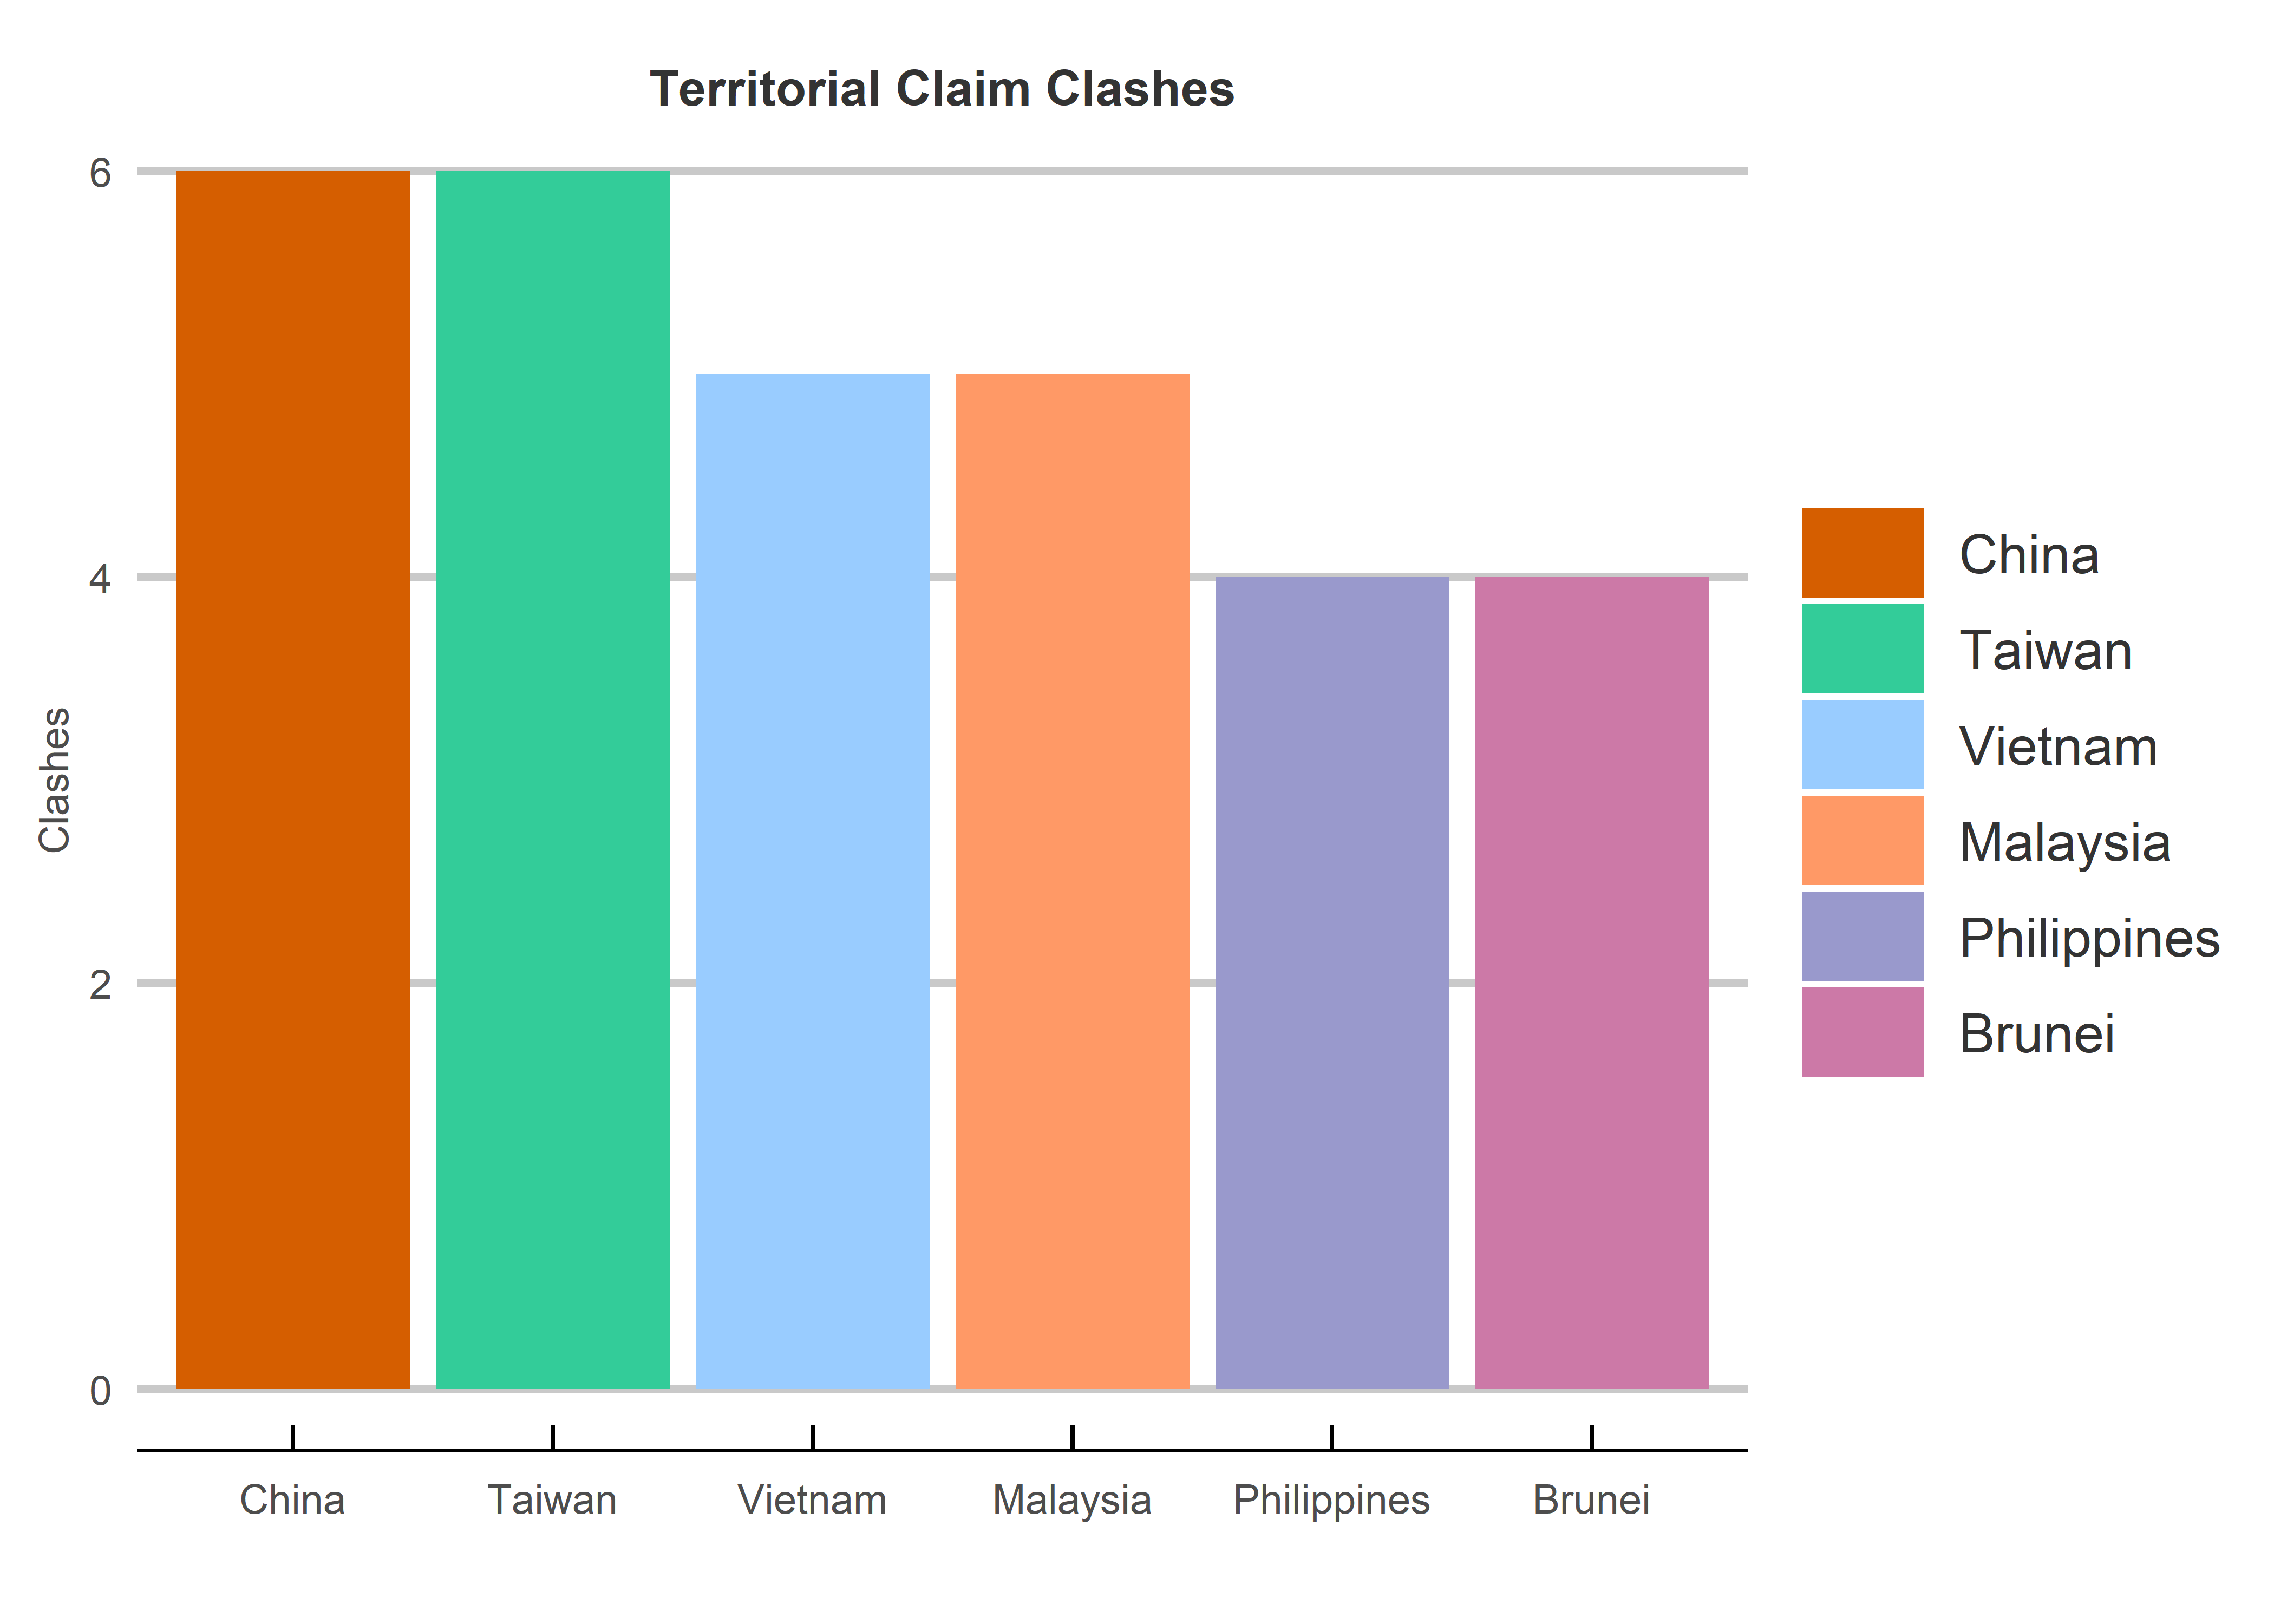 Territorial Claim Clashes
6
4
2
0
Clashes
China
Taiwan
Vietnam
Malaysia
Philippines
Brunei
China
Taiwan
Vietnam
Malaysia
Philippines
Brunei